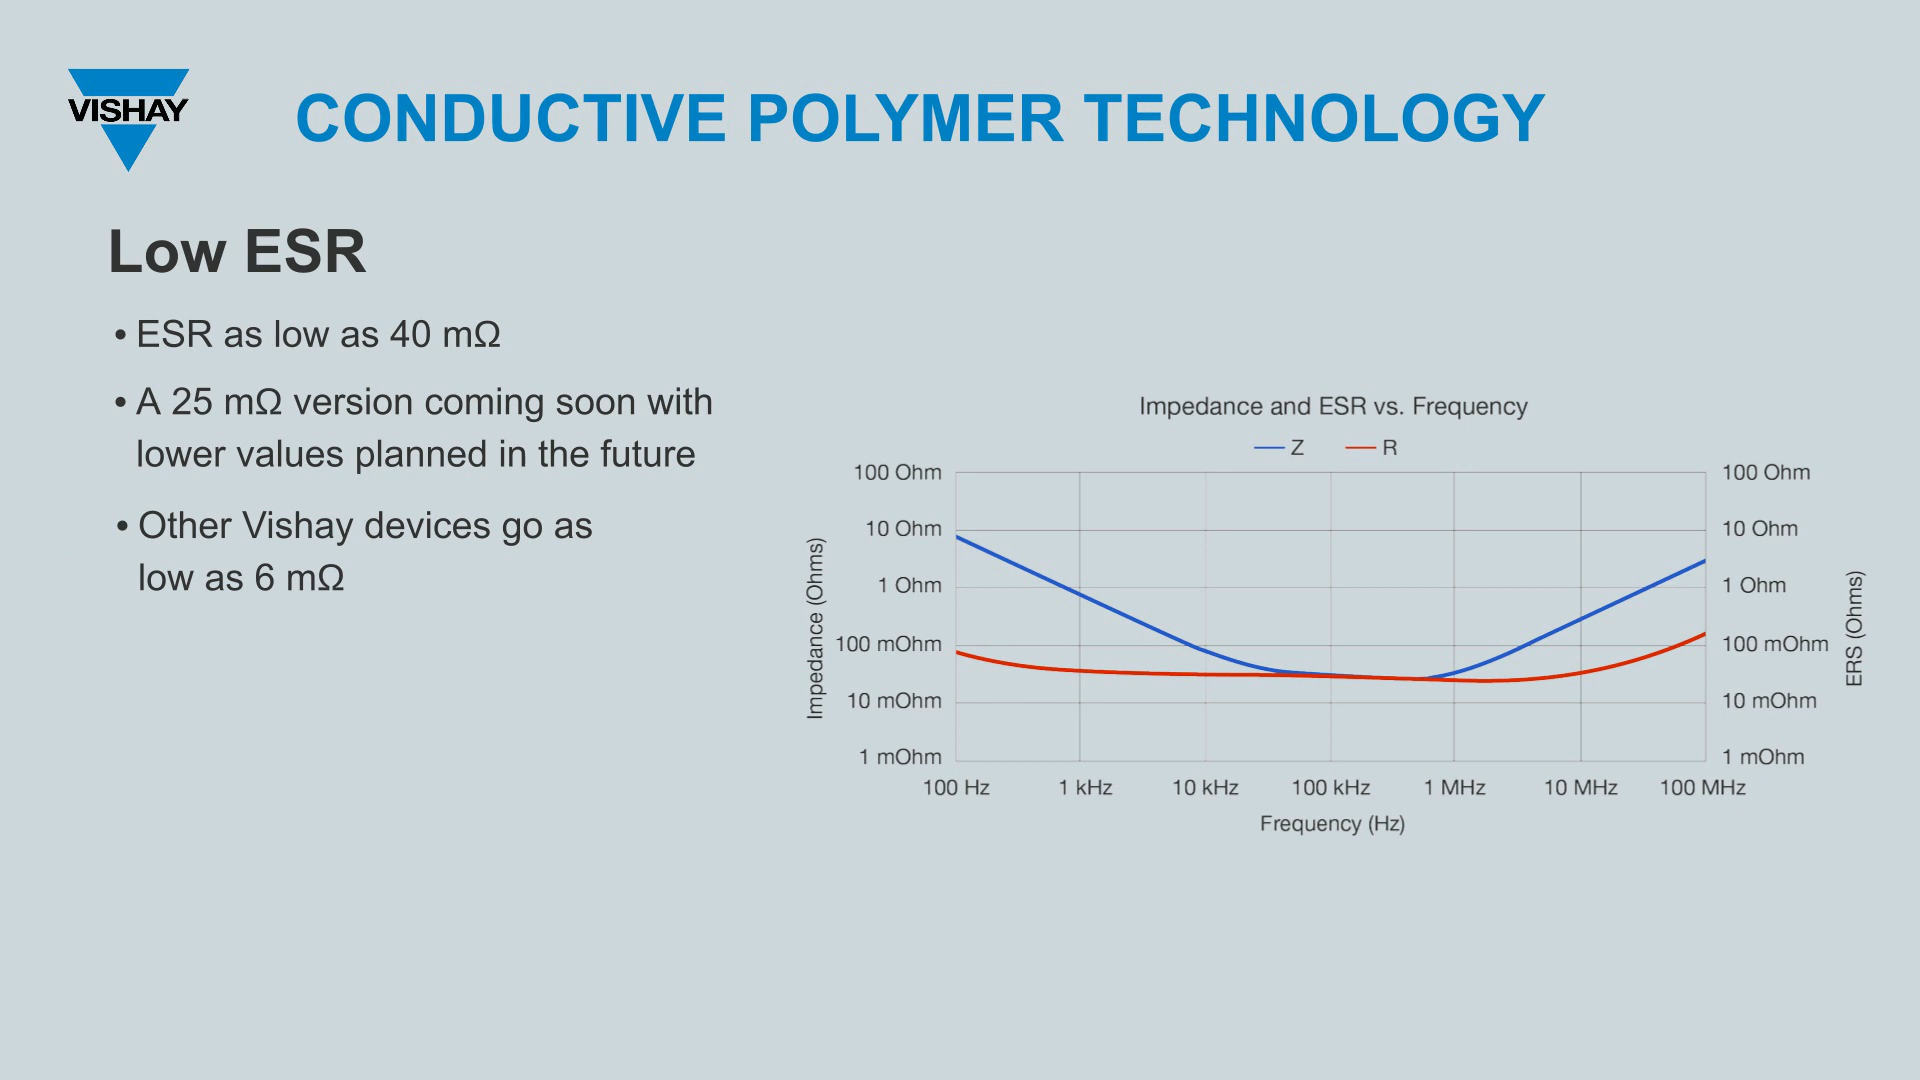 VISHAY
CONDUCTIVE POLYMER TECHNOLOGY
Low ESR
• ESR as low as 40 mΩ
• A 25 mΩ version coming soon with
lower values planned in the future
• Other Vishay devices go as
low as 6 mΩ
Impedance and ESR vs. Frequency
Z R
100 Ohm
10 Ohm
1 Ohm
100 mOhm
10 mOhm
1 mOhm
Impedance (Ohms)
100 Ohm
10 Ohm
1 Ohm
100 mOhm
10 mOhm
1 mOhm
ERS (Ohms)
100 Hz 1 kHz 10 kHz 100 kHz 1 MHz 10 MHz 100 MHz
Frequency (Hz)